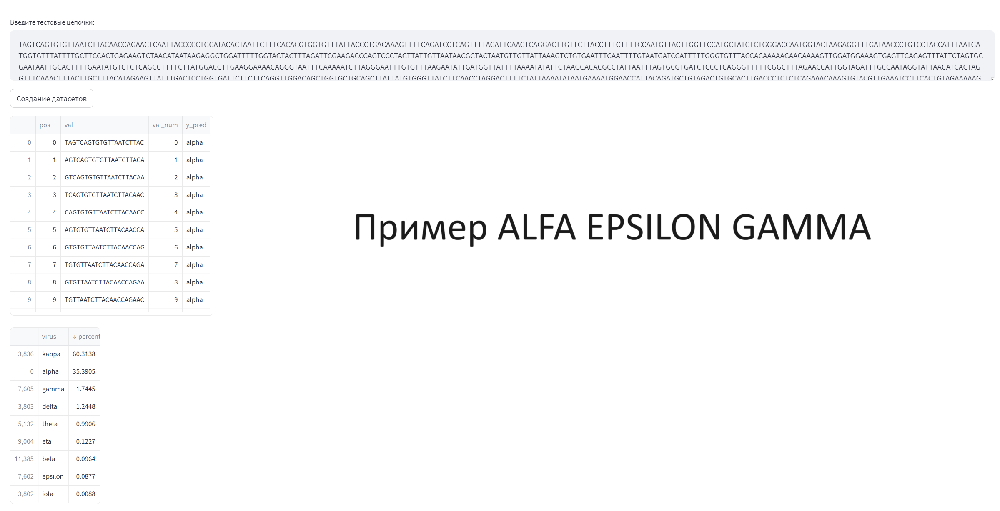 Введите тестовые цепочки:
TAGTCAGTGTGTTAATCTTACAACCAGAACTCAATTACCCCCTGCATACACTAATTCTTTCACACGTGGTGTTTATTACCCTGACAAAGTTTTCAGATCCTCAGTTTTACATTCAACTCAGGACTTGTTCTTACCTTTCTTTTCCAATGTTACTTGGTTCCATGCTATCTCTGGGACCAATGGTACTAAGAGGTTTGATAACCCTGTCCTACCATTTAATGA
TGGTGTTTATTTTGCTTCCACTGAGAAGTCTAACATAATAAGAGGCTGGATTTTTGGTACTACTTTAGATTCGAAGACCCAGTCCCTACTTATTGTTAATAACGCTACTAATGTTGTTATTAAAGTCTGTGAATTTCAATTTTGTAATGATCCATTTTTGGGTGTTTACCACAAAAACAACAAAAGTTGGATGGAAAGTGAGTTCAGAGTTTATTCTAGTGC
GAATAATTGCACTTTTGAATATGTCTCTCAGCCTTTTCTTATGGACCTTGAAGGAAAACAGGGTAATTTCAAAAATCTTAGGGAATTTGTGTTTAAGAATATTGATGGTTATTTTAAAATATATTCTAAGCACACGCCTATTAATTTAGTGCGTGATCTCCCTCAGGGTTTTTCGGCTTTAGAACCATTGGTAGATTTGCCAATAGGTATTAACATCACTAG
GTTTCAAACTTTACTTGCTTTACATAGAAGTTATTTGACTCCTGGTGATTCTTCTTCAGGTTGGACAGCTGGTGCTGCAGCTTATTATGTGGGTTATCTTCAACCTAGGACTTTTCTATTAAAATATAATGAAAATGGAACCATTACAGATGCTGTAGACTGTGCACTTGACCCTCTCTCAGAAACAAAGTGTACGTTGAAATCCTTCACTGTAGAAAAAG
Создание датасетов
pos val val_num y_pred
0 0 TAGTCAGTGTGTTAATCTTAC 0 alpha
1 1 AGTCAGTGTGTTAATCTTACA 1 alpha
2 2 GTCAGTGTGTTAATCTTACAA 2 alpha
3 3 TCAGTGTGTTAATCTTACAAC 3 alpha
4 4 CAGTGTGTTAATCTTACAACC 4 alpha
5 5 AGTGTGTTAATCTTACAACCA 5 alpha
6 6 GTGTGTTAATCTTACAACCAG 6 alpha
7 7 TGTGTTAATCTTACAACCAGA 7 alpha
8 8 GTGTTAATCTTACAACCAGAA 8 alpha
9 9 TGTTAATCTTACAACCAGAAC 9 alpha
Пример ALFA EPSILON GAMMA
virus ↓ percent
3,836 kappa 60.3138
0 alpha 35.3905
7,605 gamma 1.7445
3,803 delta 1.2448
5,132 theta 0.9906
9,004 eta 0.1227
11,385 beta 0.0964
7,602 epsilon 0.0877
3,802 iota 0.0088